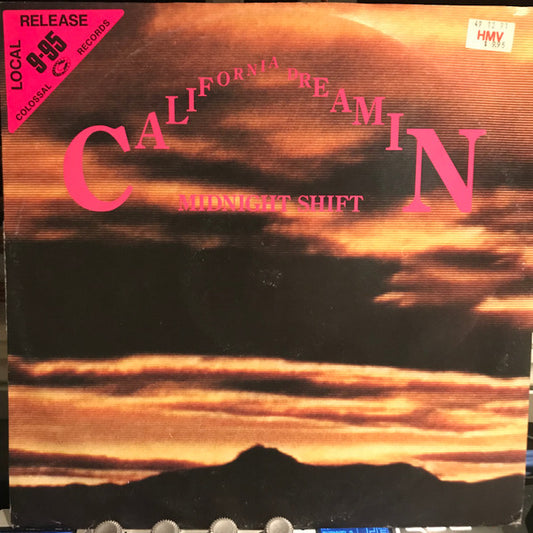 LOCAL RELEASE
9.95
COLOSSAL RECORDS
HMV
CALIFORNIA DREAMIN
MIDNIGHT SHIFT